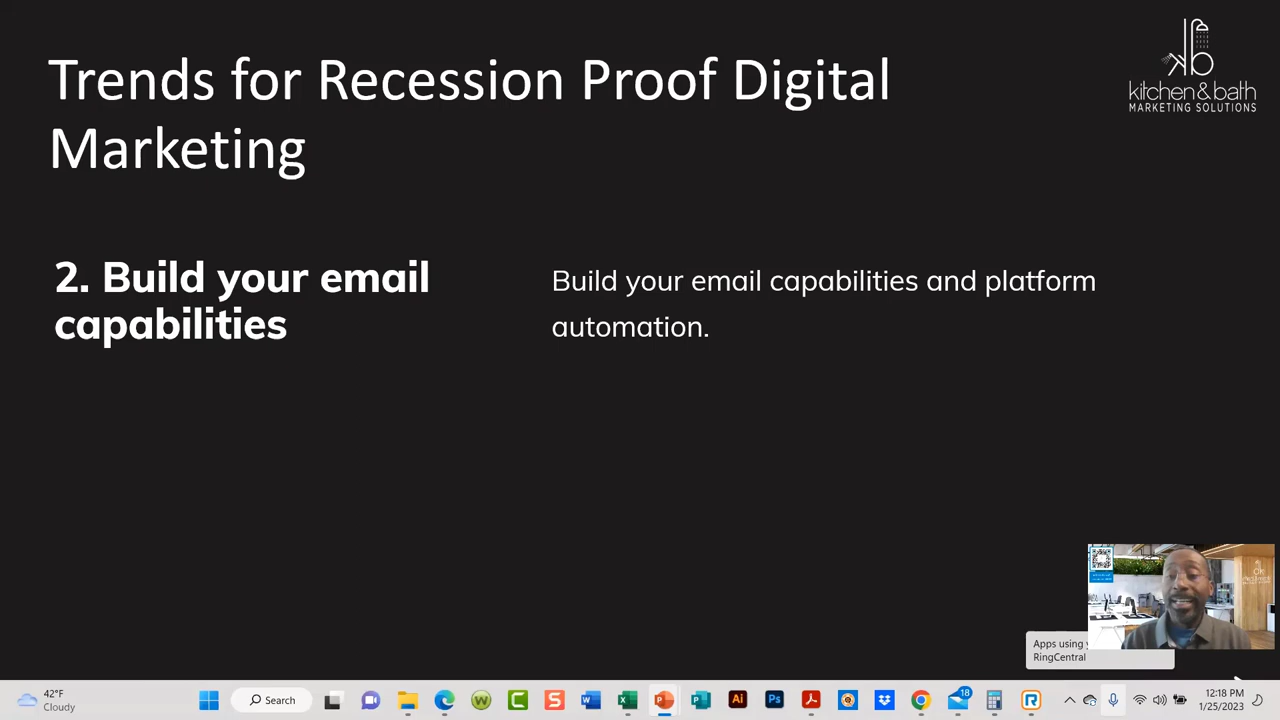 Trends for Recession Proof Digital
Marketing
kitchen & bath
MARKETING SOLUTIONS
2. Build your email
capabilities
Build your email capabilities and platform
automation.
Apps using
RingCentral
42°F
Cloudy
Search
18
12:18 PM
1/25/2023